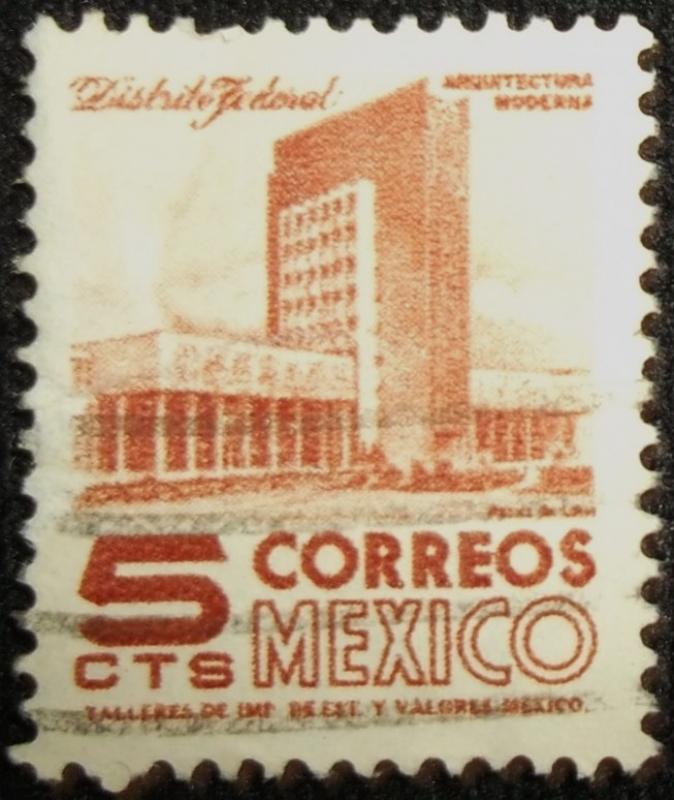 Distrito Federal
ARQUITECTURA
MODERNA
5 CTS
CORREOS
MEXICO
TALLERES DE IMP. DE EST. Y VALORES-MEXICO.